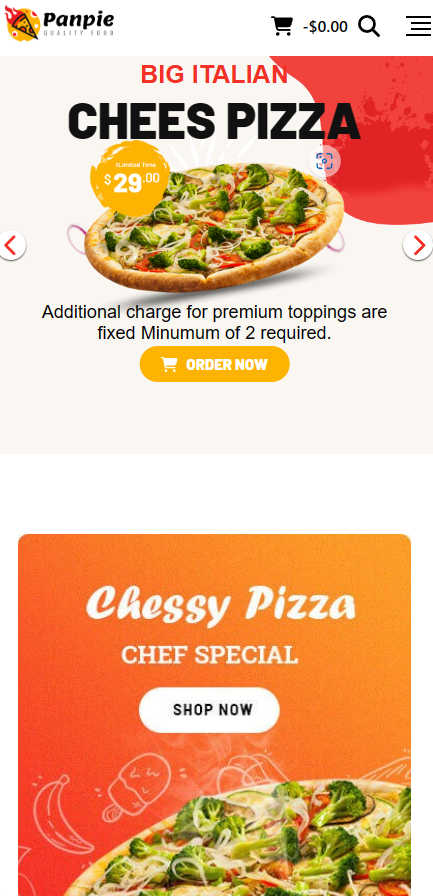 Panpie
QUALITY FOOD
-$0.00
BIG ITALIAN
CHEES PIZZA
Limited Time
$29.00
Additional charge for premium toppings are
fixed Minumum of 2 required.
ORDER NOW
Chessy Pizza
CHEF SPECIAL
SHOP NOW